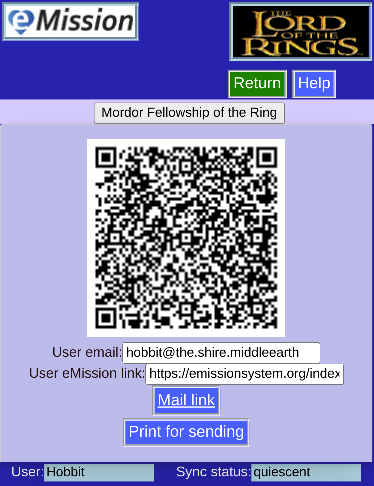 eMission
THE
LORD
OF THE
RINGS
Return Help
Mordor Fellowship of the Ring
User email: hobbit@the.shire.middleearth
User eMission link: https://emissionsystem.org/index
Mail link
Print for sending
User: Hobbit Sync status: quiescent